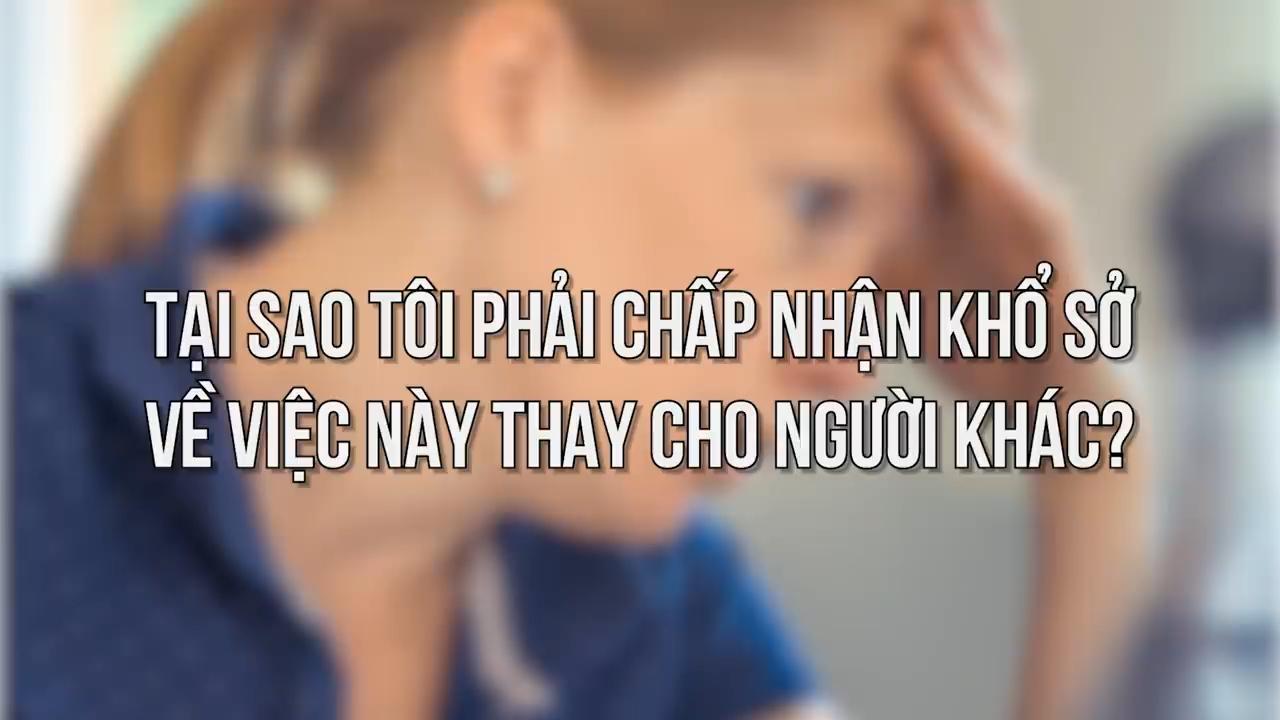 TẠI SAO TÔI PHẢI CHẤP NHẬN KHỔ SỞ
VỀ VIỆC NÀY THAY CHO NGƯỜI KHÁC?